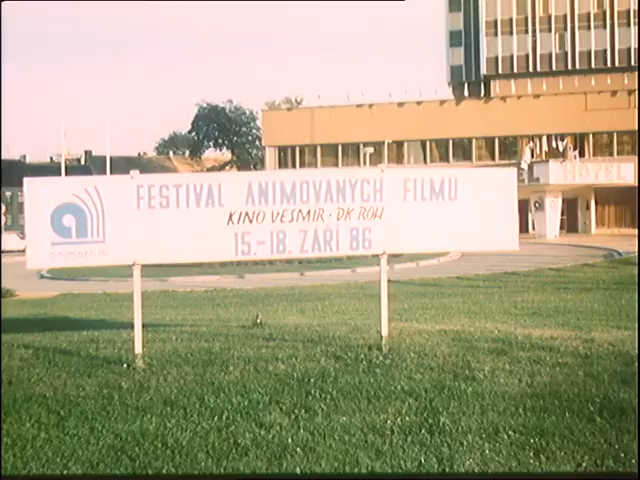 FESTIVAL ANIMOVANÝCH FILMŮ
KINO VESMÍR · DK ROH
15.-18. ZÁŘÍ 86
HOTEL